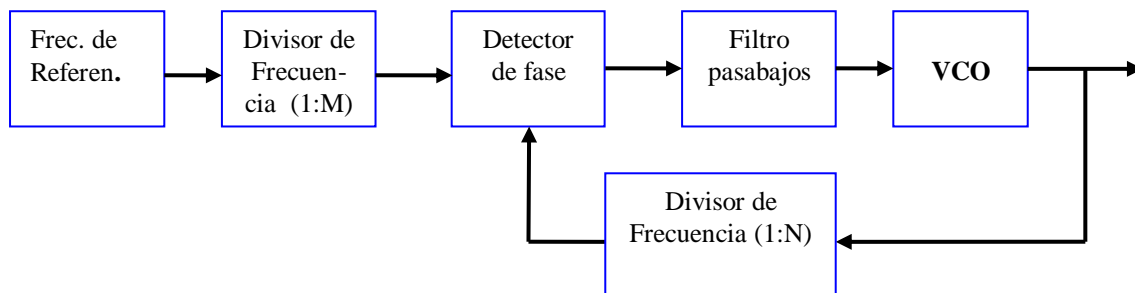 Frec. de
Referen.
Divisor de
Frecuen-
cia (1:M)
Detector
de fase
Filtro
pasabajos
VCO
Divisor de
Frecuencia (1:N)